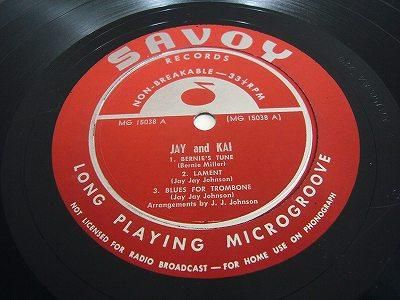 SAVOY
RECORDS
NON-BREAKABLE—33⅓ RPM
MG 15038 A
(MG 15038 A)
JAY and KAI
1. BERNIE'S TUNE
(Bernie Miller)
2. LAMENT
(Jay Jay Johnson)
3. BLUES FOR TROMBONE
(Jay Jay Johnson)
Arrangements by J. J. Johnson
LONG PLAYING MICROGROOVE
NOT LICENSED FOR RADIO BROADCAST—FOR HOME USE ON PHONOGRAPH